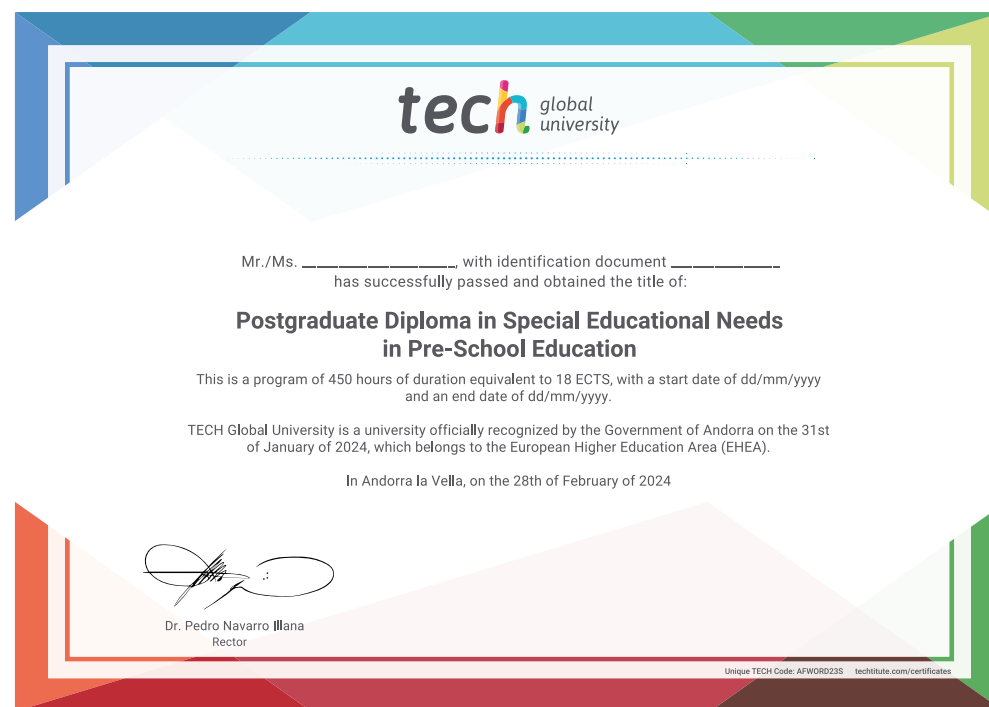 tech global
university
Mr./Ms. ____________________, with identification document ______________
has successfully passed and obtained the title of:
Postgraduate Diploma in Special Educational Needs
in Pre-School Education
This is a program of 450 hours of duration equivalent to 18 ECTS, with a start date of dd/mm/yyyy
and an end date of dd/mm/yyyy.
TECH Global University is a university officially recognized by the Government of Andorra on the 31st
of January of 2024, which belongs to the European Higher Education Area (EHEA).
In Andorra la Vella, on the 28th of February of 2024
Dr. Pedro Navarro Illana
Rector
Unique TECH Code: AFWORD23S techtitute.com/certificates